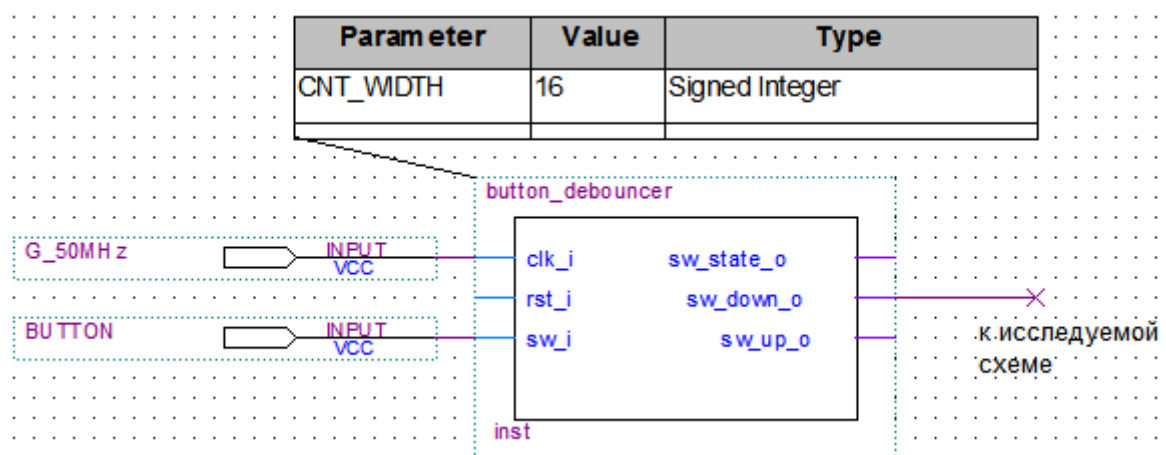 Parameter Value Type
CNT_WIDTH 16 Signed Integer
button_debouncer
G_50MHz INPUT VCC clk_i sw_state_o
rst_i sw_down_o
BUTTON INPUT VCC sw_i sw_up_o
к исследуемой
схеме
inst